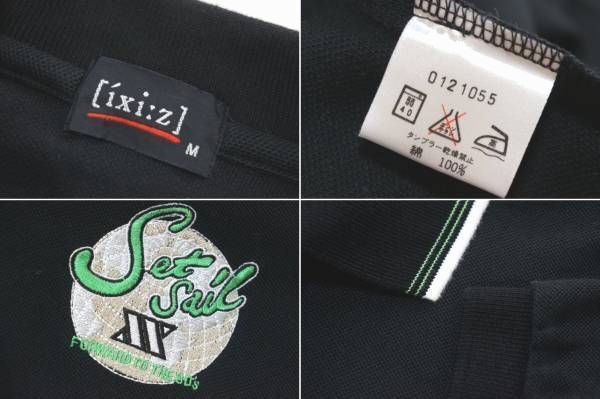 [íxi:z]
M
0121055
40
タンブラー乾燥禁止
綿 100%
Set
Sail
FORWARD TO THE 90's